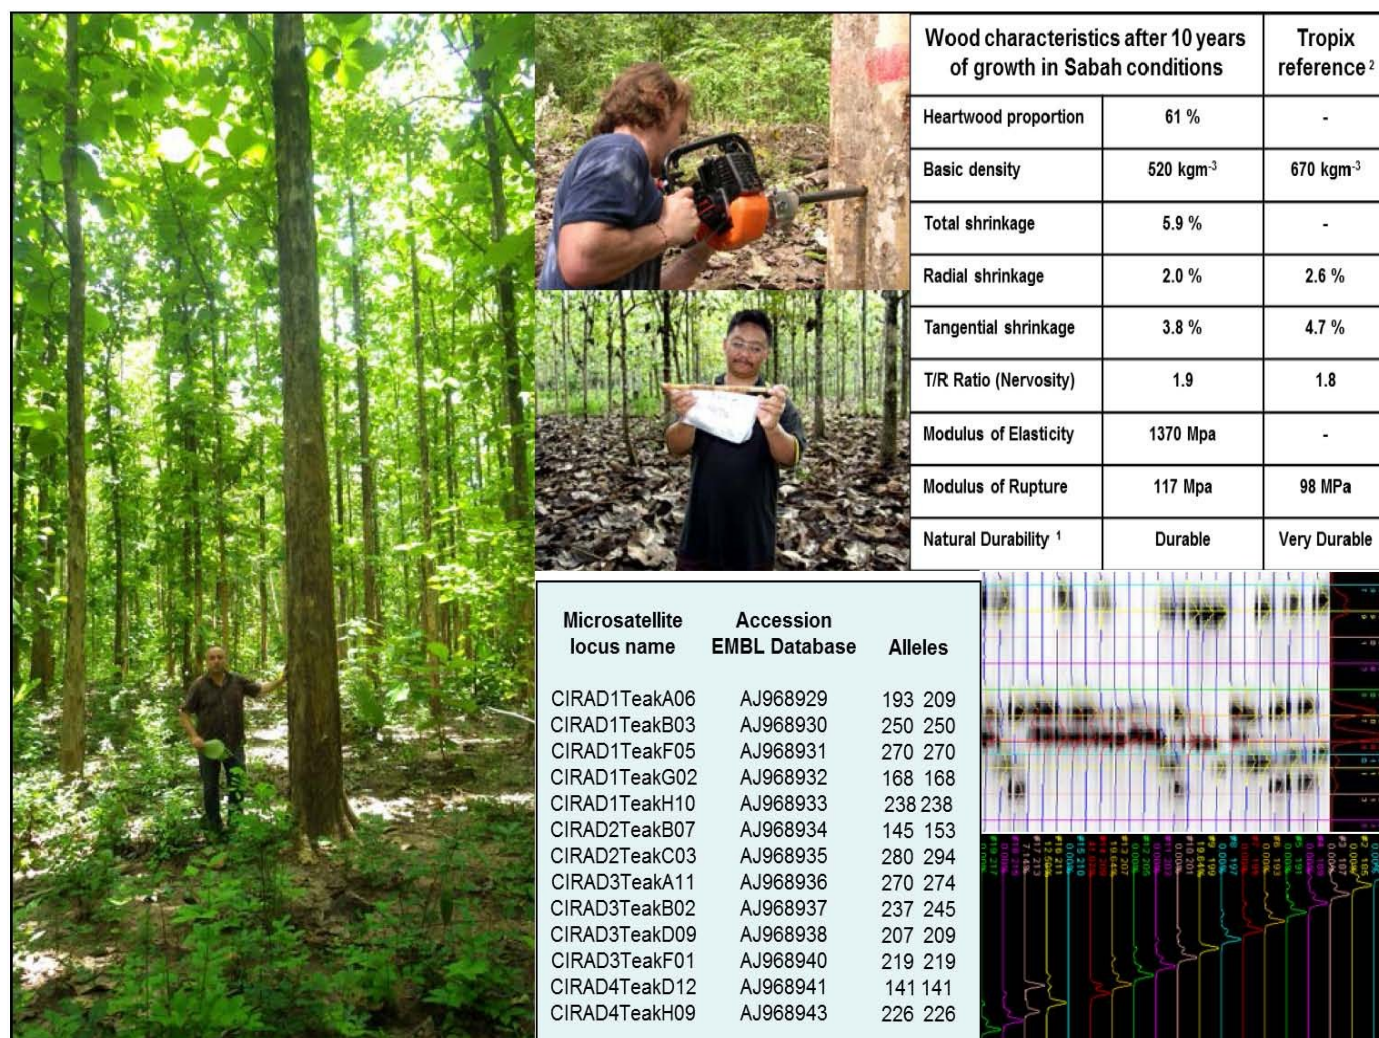 Wood characteristics after 10 years Tropix
of growth in Sabah conditions reference 2
Heartwood proportion 61 % -
Basic density 520 kgm-3 670 kgm-3
Total shrinkage 5.9 % -
Radial shrinkage 2.0 % 2.6 %
Tangential shrinkage 3.8 % 4.7 %
T/R Ratio (Nervosity) 1.9 1.8
Modulus of Elasticity 1370 Mpa -
Modulus of Rupture 117 Mpa 98 MPa
Natural Durability 1 Durable Very Durable
Microsatellite Accession
locus name EMBL Database Alleles
CIRAD1TeakA06 AJ968929 193 209
CIRAD1TeakB03 AJ968930 250 250
CIRAD1TeakF05 AJ968931 270 270
CIRAD1TeakG02 AJ968932 168 168
CIRAD1TeakH10 AJ968933 238 238
CIRAD2TeakB07 AJ968934 145 153
CIRAD2TeakC03 AJ968935 280 294
CIRAD3TeakA11 AJ968936 270 274
CIRAD3TeakB02 AJ968937 237 245
CIRAD3TeakD09 AJ968938 207 209
CIRAD3TeakF01 AJ968940 219 219
CIRAD4TeakD12 AJ968941 141 141
CIRAD4TeakH09 AJ968943 226 226